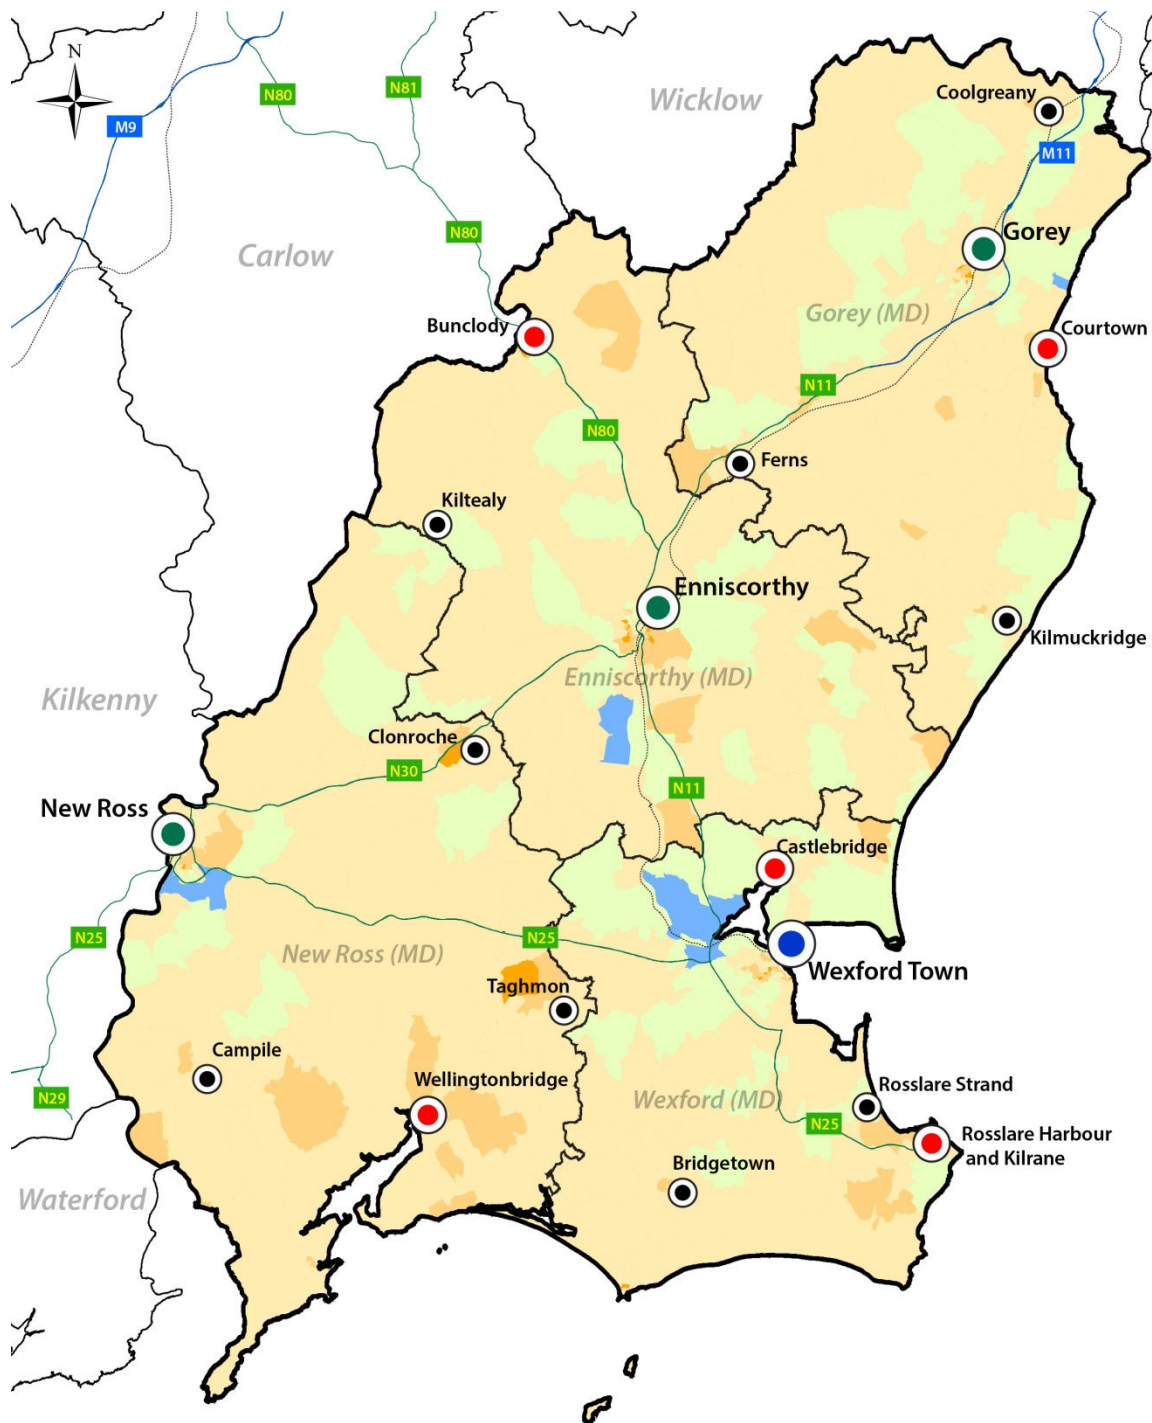 N
N80
N81
Wicklow
Coolgreany
M9
M11
Gorey
N80
Carlow
Gorey (MD)
Bunclody
Courtown
N11
N80
Ferns
Kiltealy
Enniscorthy
Kilmuckridge
Enniscorthy (MD)
Kilkenny
Clonroche
N30
N11
New Ross
Castlebridge
N25
N25
New Ross (MD)
Wexford Town
Taghmon
Campile
Wellingtonbridge
Rosslare Strand
N29
Wexford (MD)
N25
Rosslare Harbour
and Kilrane
Bridgetown
Waterford